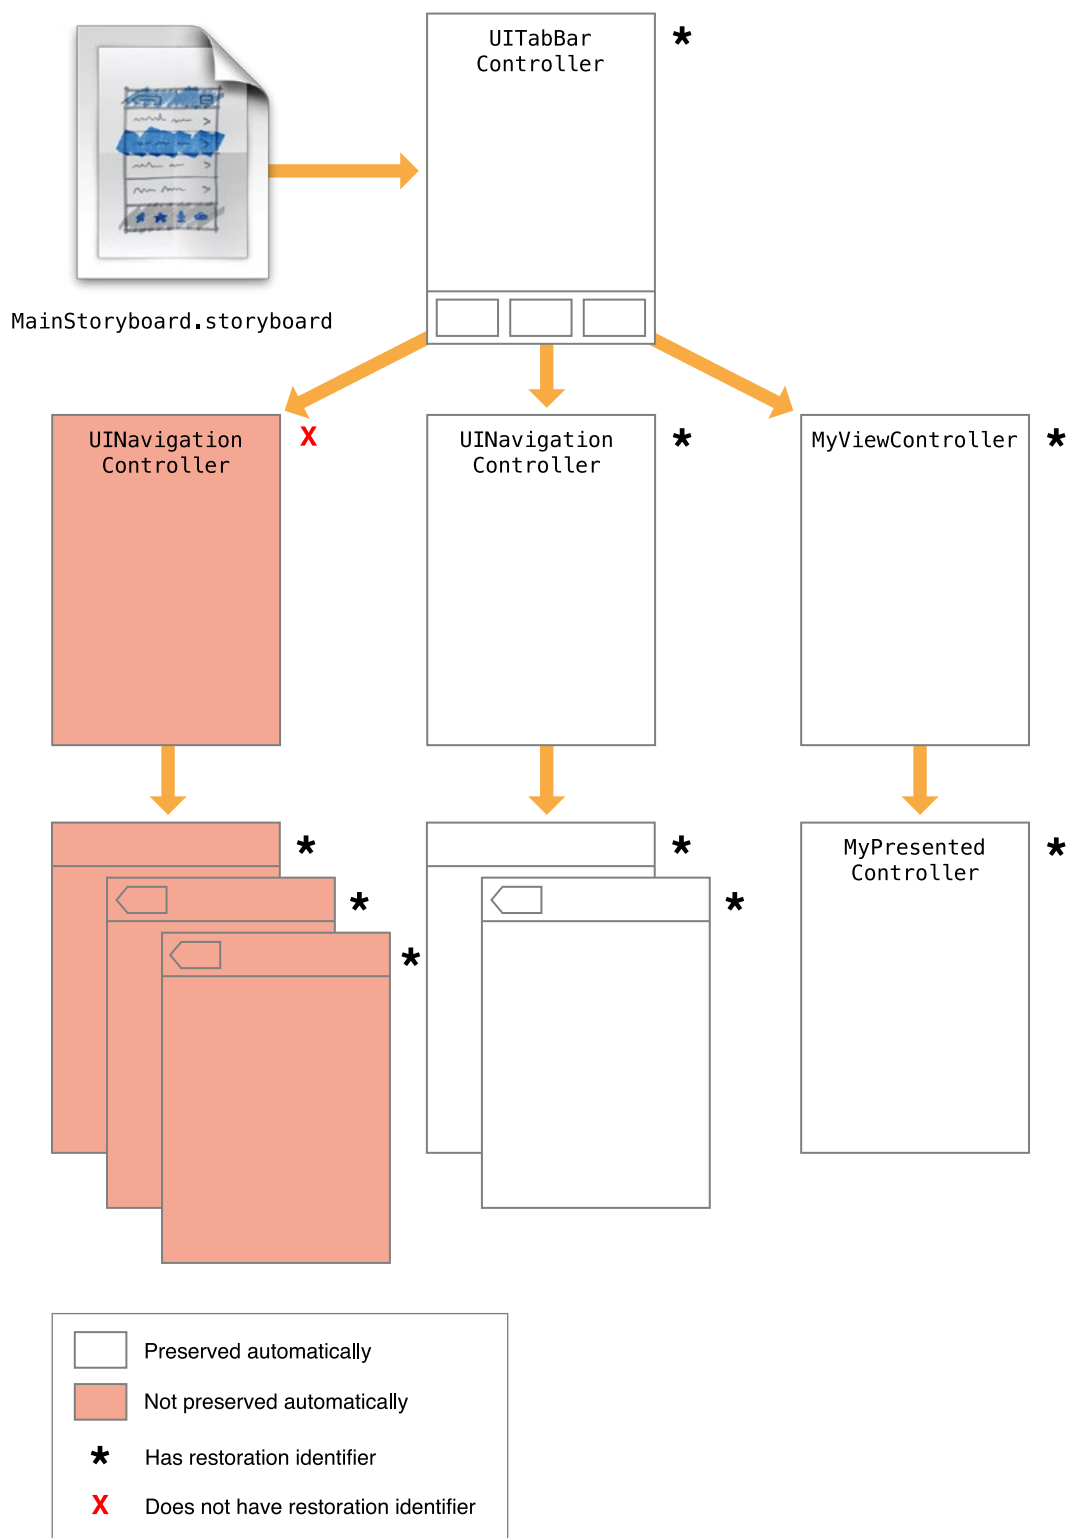 UITabBar
Controller
*
MainStoryboard.storyboard
UINavigation
Controller
X
UINavigation
Controller
*
MyViewController
*
*
*
*
*
*
MyPresented
Controller
*
Preserved automatically
Not preserved automatically
* Has restoration identifier
X Does not have restoration identifier